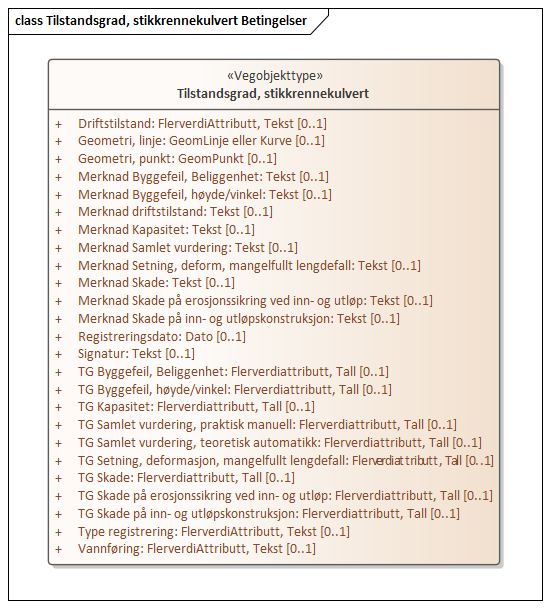 class Tilstandsgrad, stikkrennekulvert Betingelser
«Vegobjekttype»
Tilstandsgrad, stikkrennekulvert
+ Driftstilstand: FlerverdiAttributt, Tekst [0..1]
+ Geometri, linje: GeomLinje eller Kurve [0..1]
+ Geometri, punkt: GeomPunkt [0..1]
+ Merknad Byggefeil, Beliggenhet: Tekst [0..1]
+ Merknad Byggefeil, høyde/vinkel: Tekst [0..1]
+ Merknad driftstilstand: Tekst [0..1]
+ Merknad Kapasitet: Tekst [0..1]
+ Merknad Samlet vurdering: Tekst [0..1]
+ Merknad Setning, deform, mangelfullt lengdefall: Tekst [0..1]
+ Merknad Skade: Tekst [0..1]
+ Merknad Skade på erosjonssikring ved inn- og utløp: Tekst [0..1]
+ Merknad Skade på inn- og utløpskonstruksjon: Tekst [0..1]
+ Registreringsdato: Dato [0..1]
+ Signatur: Tekst [0..1]
+ TG Byggefeil, Beliggenhet: Flerverdiattributt, Tall [0..1]
+ TG Byggefeil, høyde/vinkel: Flerverdiattributt, Tall [0..1]
+ TG Kapasitet: Flerverdiattributt, Tall [0..1]
+ TG Samlet vurdering, praktisk manuell: Flerverdiattributt, Tall [0..1]
+ TG Samlet vurdering, teoretisk automatikk: Flerverdiattributt, Tall [0..1]
+ TG Setning, deformasjon, mangelfullt lengdefall: Flerverdiattributt, Tall [0..1]
+ TG Skade: Flerverdiattributt, Tall [0..1]
+ TG Skade på erosjonssikring ved inn- og utløp: Flerverdiattributt, Tall [0..1]
+ TG Skade på inn- og utløpskonstruksjon: Flerverdiattributt, Tall [0..1]
+ Type registrering: FlerverdiAttributt, Tekst [0..1]
+ Vannføring: FlerverdiAttributt, Tekst [0..1]